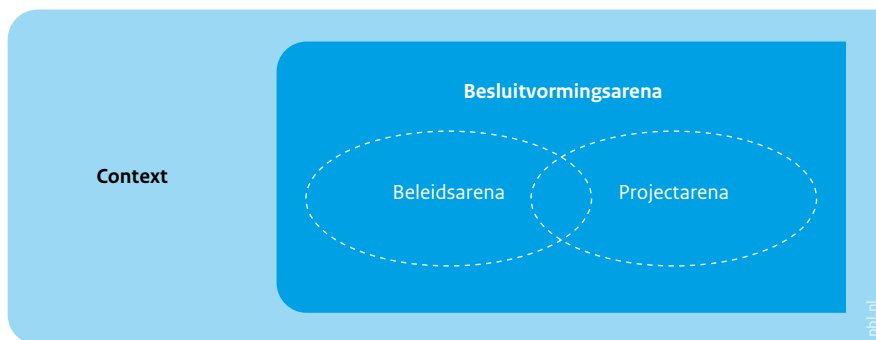 Besluitvormingsarena
Context
Beleidsarena
Projectarena
pbl.nl